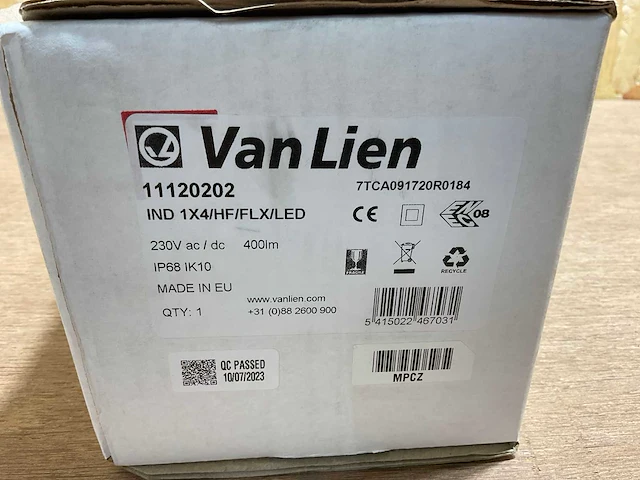 Van Lien
11120202
7TCA091720R0184
IND 1X4/HF/FLX/LED
CE
ENEC 08
230V ac / dc 400lm
IP68 IK10
FRAGILE
RECYCLE
MADE IN EU
QTY: 1
www.vanlien.com
+31 (0)88 2600 900
5 415022 467031
QC PASSED
10/07/2023
MPCZ